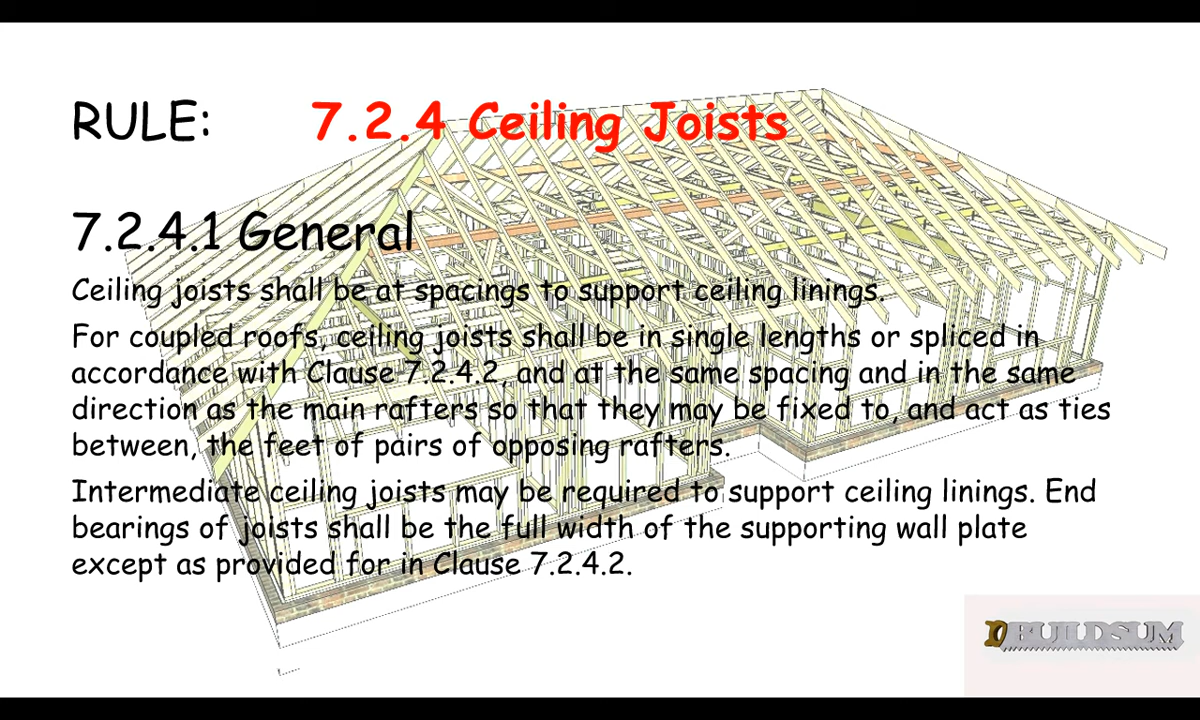 RULE: 7.2.4 Ceiling Joists
7.2.4.1 General
Ceiling joists shall be at spacings to support ceiling linings.
For coupled roofs, ceiling joists shall be in single lengths or spliced in
accordance with Clause 7.2.4.2, and at the same spacing and in the same
direction as the main rafters so that they may be fixed to, and act as ties
between, the feet of pairs of opposing rafters.
Intermediate ceiling joists may be required to support ceiling linings. End
bearings of joists shall be the full width of the supporting wall plate
except as provided for in Clause 7.2.4.2.
BUILDSUM